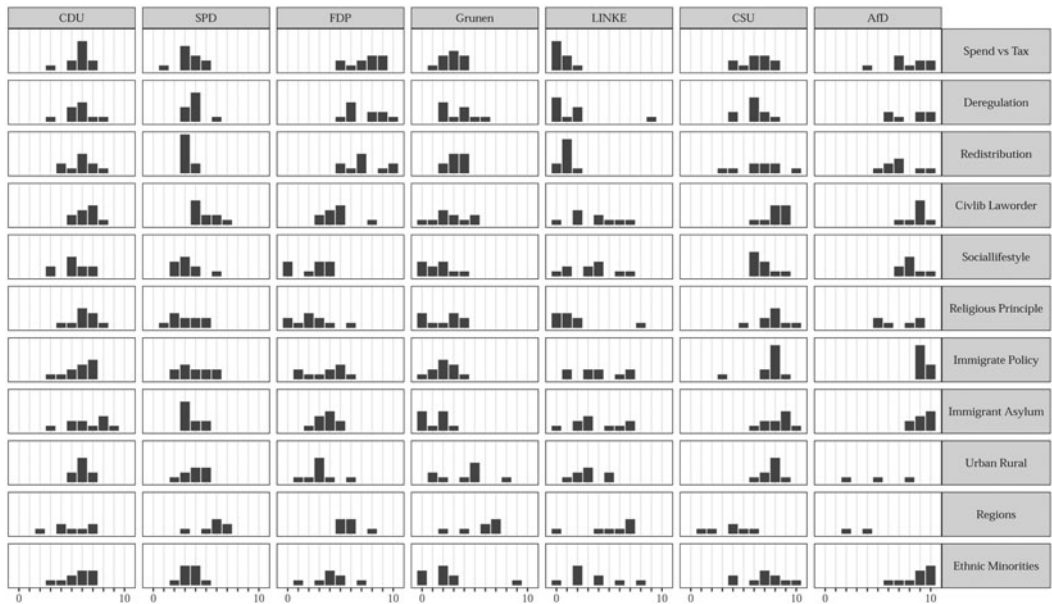 CDU SPD FDP Grunen LINKE CSU AfD
Spend vs Tax
Deregulation
Redistribution
Civlib Laworder
Sociallifestyle
Religious Principle
Immigrate Policy
Immigrant Asylum
Urban Rural
Regions
Ethnic Minorities
0 10 0 10 0 10 0 10 0 10 0 10 0 10